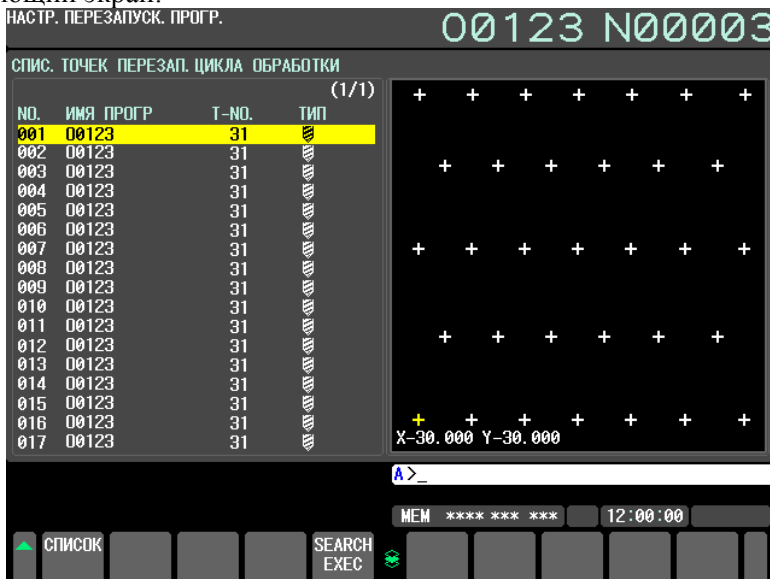 ющий экран.
НАСТР. ПЕРЕЗАПУСК. ПРОГР.
O0123 N00003
СПИС. ТОЧЕК ПЕРЕЗАП. ЦИКЛА ОБРАБОТКИ
(1/1)
NO. ИМЯ ПРОГР T-NO. ТИП
001 O0123 31
002 O0123 31
003 O0123 31
004 O0123 31
005 O0123 31
006 O0123 31
007 O0123 31
008 O0123 31
009 O0123 31
010 O0123 31
011 O0123 31
012 O0123 31
013 O0123 31
014 O0123 31
015 O0123 31
016 O0123 31
017 O0123 31
X-30.000 Y-30.000
A>_
MEM **** *** *** 12:00:00
СПИСОК
SEARCH
EXEC